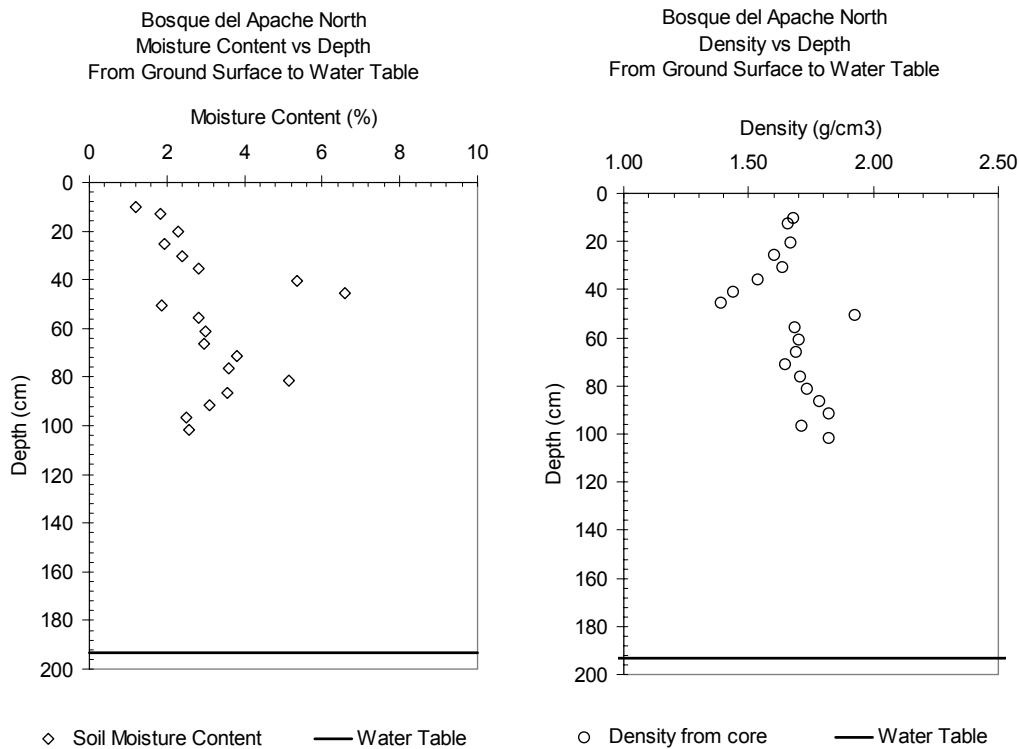 Bosque del Apache North
Moisture Content vs Depth
From Ground Surface to Water Table
Moisture Content (%)
0 2 4 6 8 10
0
20
40
60
80
100
120
140
160
180
200
Depth (cm)
Soil Moisture Content Water Table
Bosque del Apache North
Density vs Depth
From Ground Surface to Water Table
Density (g/cm3)
1.00 1.50 2.00 2.50
0
20
40
60
80
100
120
140
160
180
200
Depth (cm)
Density from core Water Table